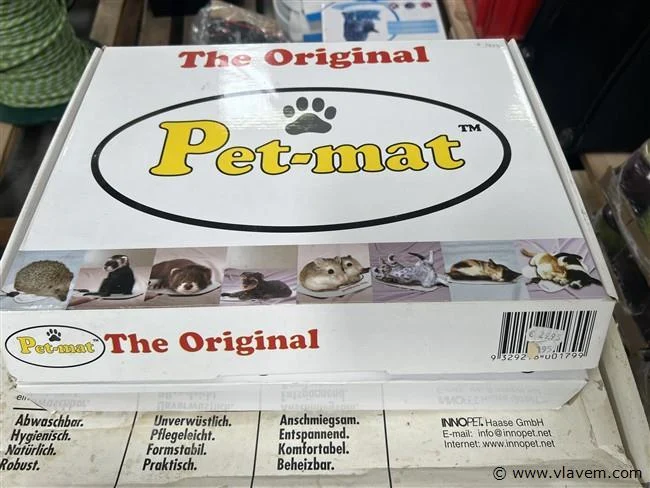 The Original
Pet-mat™
Pet-mat The Original
Abwaschbar.
Hygienisch.
Natürlich.
Robust.
Unverwüstlich.
Pflegeleicht.
Formstabil.
Praktisch.
Anschmiegsam.
Entspannend.
Komfortabel.
Beheizbar.
INNOPET Haase GmbH
E-mail: info@innopet.net
Internet: www.innopet.net
© www.vlavem.com